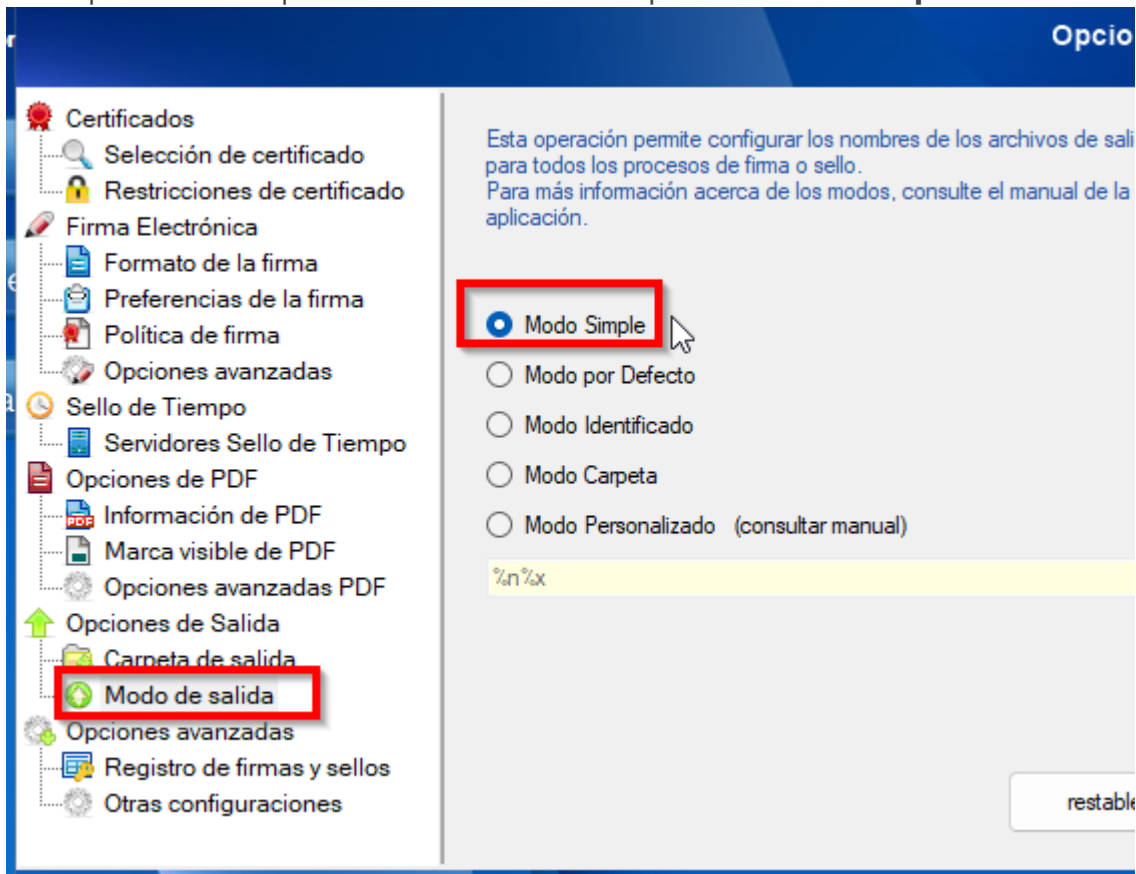 Opcio
Certificados
Selección de certificado
Restricciones de certificado
Firma Electrónica
Formato de la firma
Preferencias de la firma
Política de firma
Opciones avanzadas
Sello de Tiempo
Servidores Sello de Tiempo
Opciones de PDF
Información de PDF
Marca visible de PDF
Opciones avanzadas PDF
Opciones de Salida
Carpeta de salida
Modo de salida
Opciones avanzadas
Registro de firmas y sellos
Otras configuraciones
Esta operación permite configurar los nombres de los archivos de sali
para todos los procesos de firma o sello.
Para más información acerca de los modos, consulte el manual de la
aplicación.
Modo Simple
Modo por Defecto
Modo Identificado
Modo Carpeta
Modo Personalizado (consultar manual)
%n%x
restable